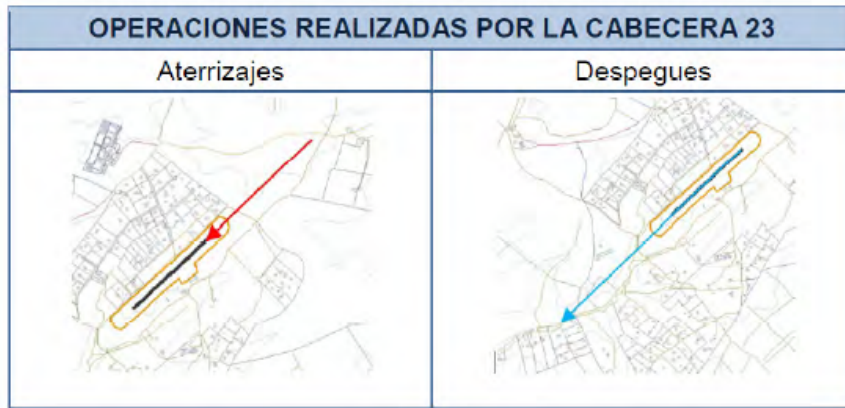 OPERACIONES REALIZADAS POR LA CABECERA 23
Aterrizajes
Despegues